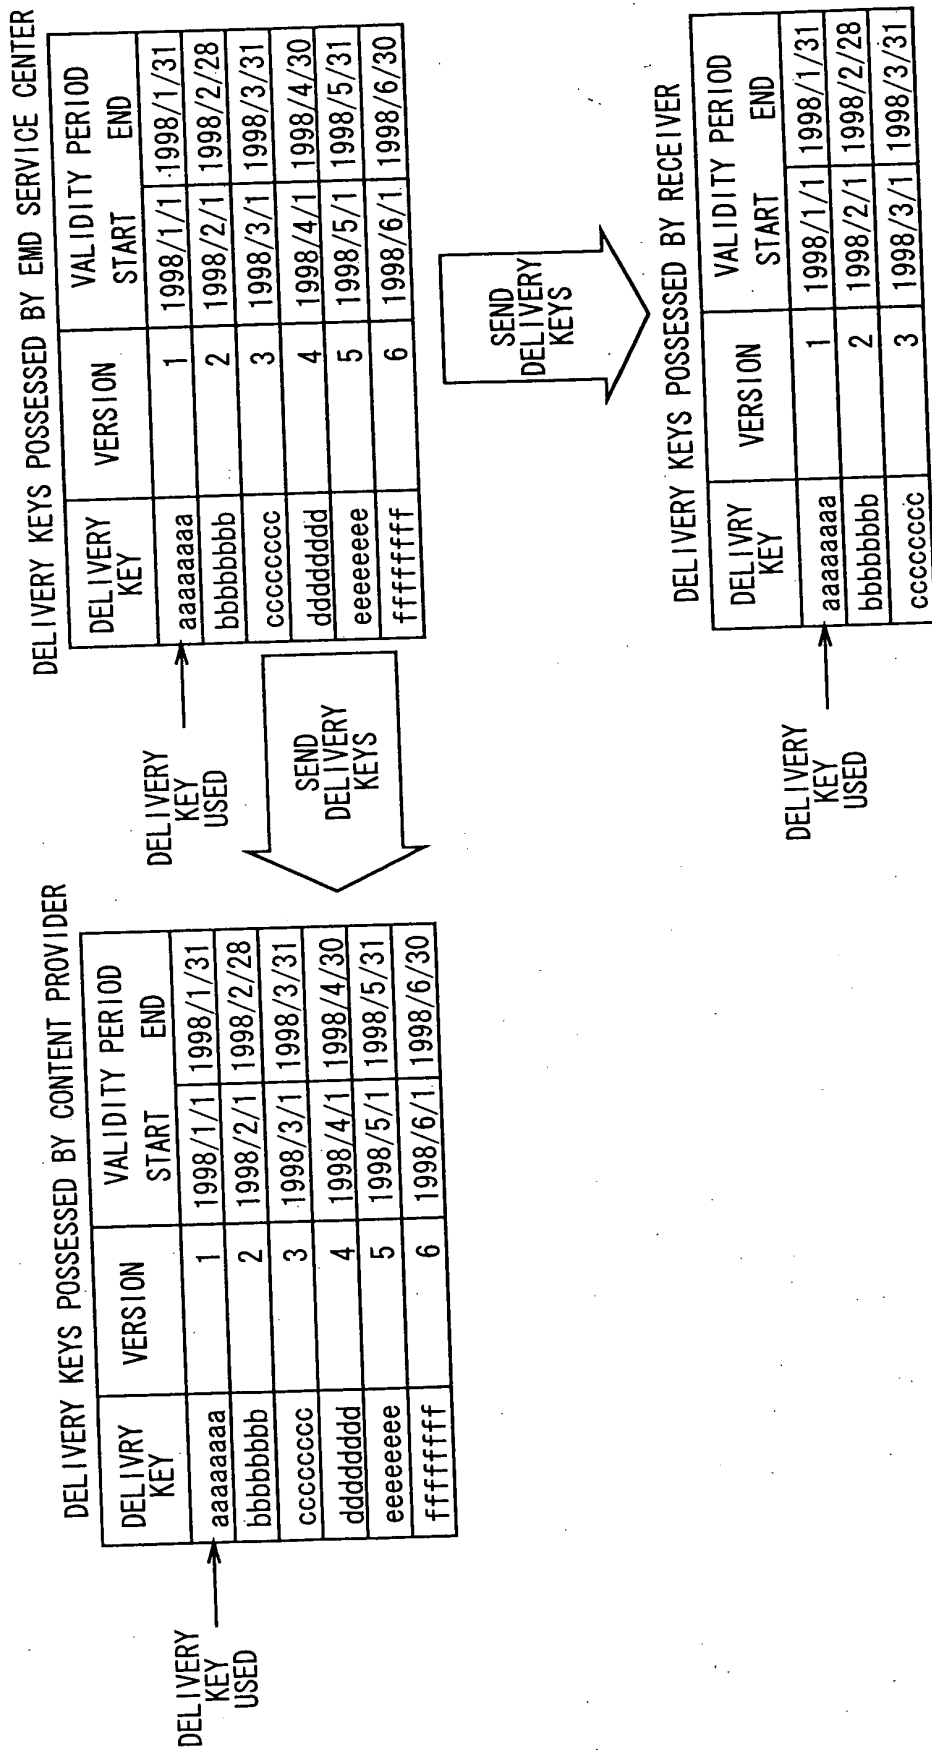 DELIVERY KEYS POSSESSED BY CONTENT PROVIDER
DELIVRY KEY VERSION VALIDITY PERIOD START END
aaaaaaaa 1 1998/1/1 1998/1/31
bbbbbbbb 2 1998/2/1 1998/2/28
cccccccc 3 1998/3/1 1998/3/31
dddddddd 4 1998/4/1 1998/4/30
eeeeeeee 5 1998/5/1 1998/5/31
ffffffff 6 1998/6/1 1998/6/30
DELIVERY
KEY
USED
SEND
DELIVERY
KEYS
DELIVERY KEYS POSSESSED BY EMD SERVICE CENTER
DELIVERY KEY VERSION VALIDITY PERIOD START END
aaaaaaaa 1 1998/1/1 1998/1/31
bbbbbbbb 2 1998/2/1 1998/2/28
cccccccc 3 1998/3/1 1998/3/31
dddddddd 4 1998/4/1 1998/4/30
eeeeeeee 5 1998/5/1 1998/5/31
ffffffff 6 1998/6/1 1998/6/30
DELIVERY
KEY
USED
SEND
DELIVERY
KEYS
DELIVERY KEYS POSSESSED BY RECEIVER
DELIVRY KEY VERSION VALIDITY PERIOD START END
aaaaaaaa 1 1998/1/1 1998/1/31
bbbbbbbb 2 1998/2/1 1998/2/28
cccccccc 3 1998/3/1 1998/3/31
DELIVERY
KEY
USED